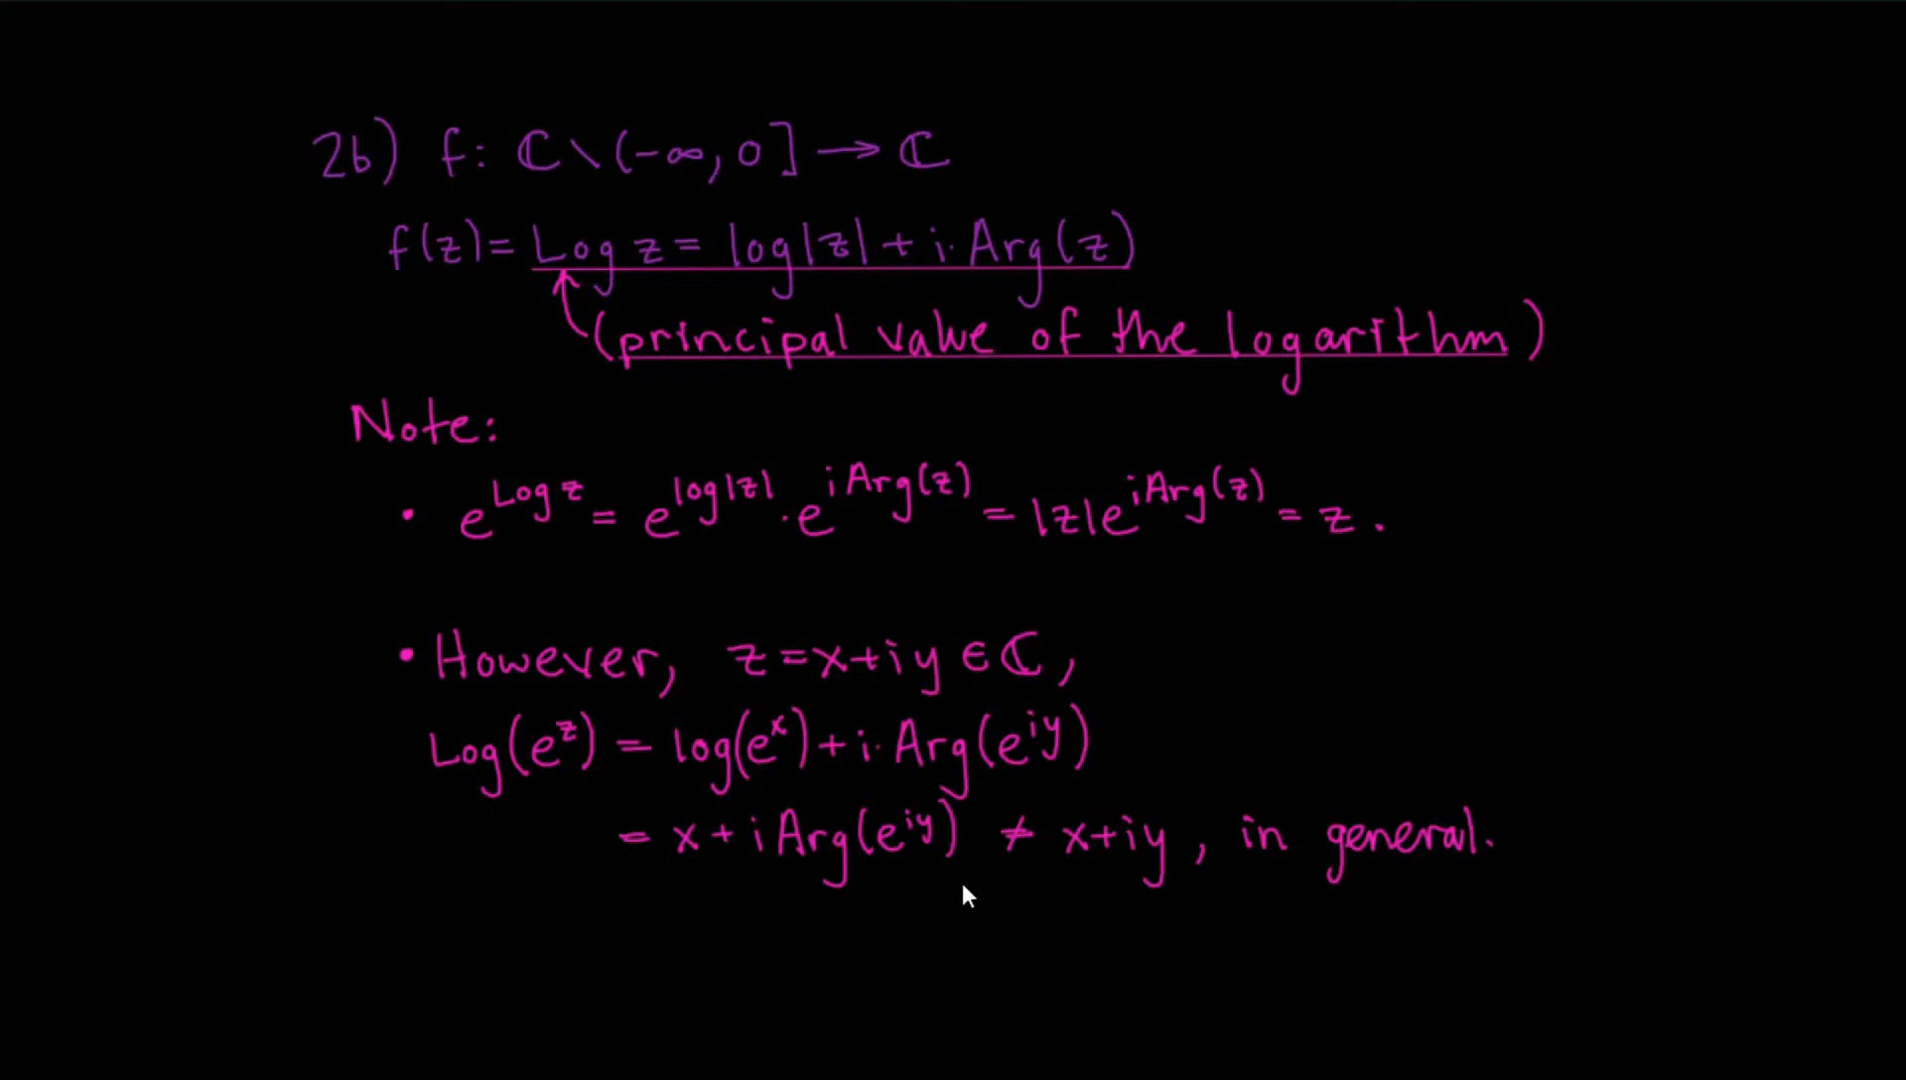 2b) f: ℂ∖(-∞, 0] → ℂ
f(z) = Log z = log|z| + i·Arg(z)
(principal value of the logarithm)
Note:
• e^{Log z} = e^{log|z|} · e^{i Arg(z)} = |z|e^{i Arg(z)} = z .
• However, z = x+iy ∈ ℂ,
Log(e^z) = log(e^x) + i·Arg(e^{iy})
= x + i Arg(e^{iy}) ≠ x+iy , in general.